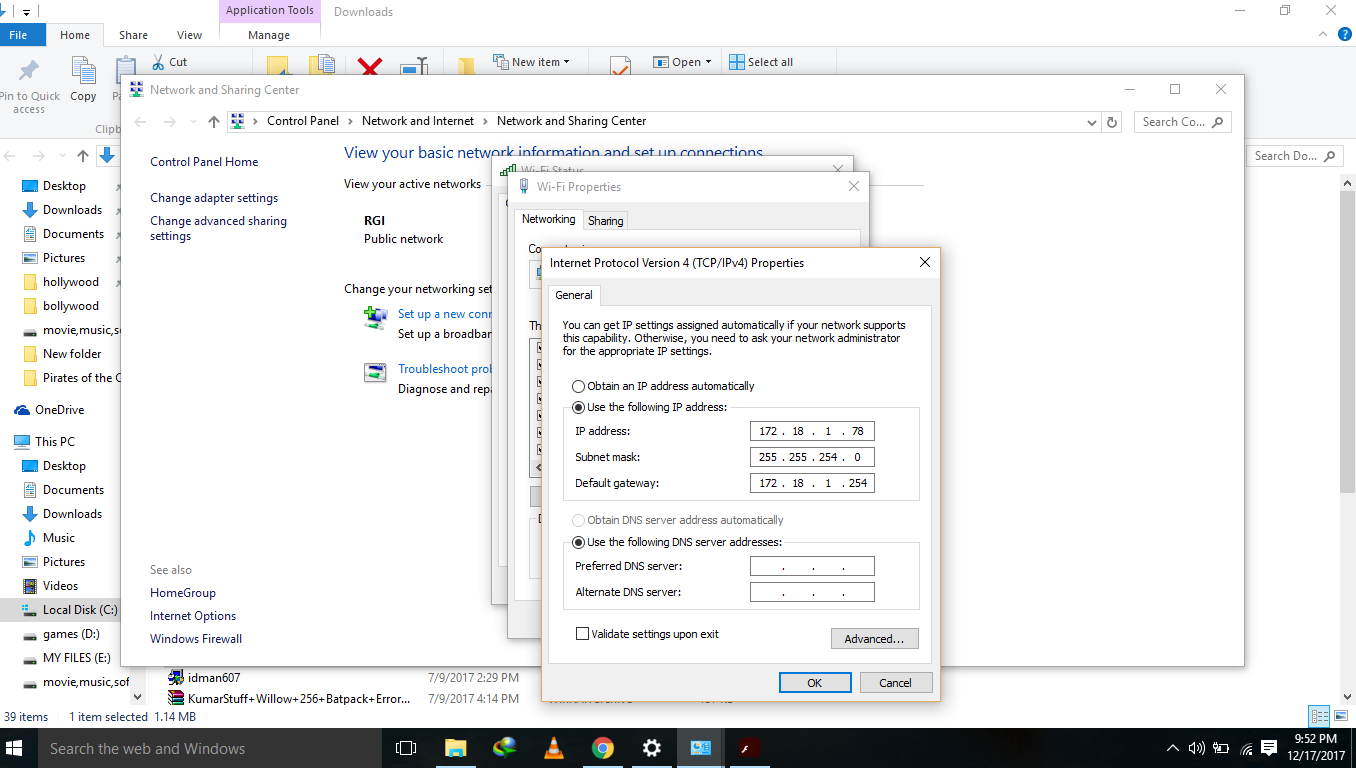 Application Tools
Downloads
File
Home
Share
View
Manage
Cut
New item
Open
Select all
Pin to Quick
access
Copy
Network and Sharing Center
Control Panel > Network and Internet > Network and Sharing Center
Search Co...
Search Do...
Control Panel Home
Change adapter settings
Change advanced sharing
settings
See also
HomeGroup
Internet Options
Windows Firewall
View your basic network information and set up connections
View your active networks
RGI
Public network
Change your networking set
Set up a new conn
Set up a broadban
Troubleshoot prob
Diagnose and repa
Wi-Fi Status
Wi-Fi Properties
Networking
Sharing
Internet Protocol Version 4 (TCP/IPv4) Properties
General
You can get IP settings assigned automatically if your network supports
this capability. Otherwise, you need to ask your network administrator
for the appropriate IP settings.
Obtain an IP address automatically
Use the following IP address:
IP address:
172 . 18 . 1 . 78
Subnet mask:
255 . 255 . 254 . 0
Default gateway:
172 . 18 . 1 . 254
Obtain DNS server address automatically
Use the following DNS server addresses:
Preferred DNS server:
. . .
Alternate DNS server:
. . .
Validate settings upon exit
Advanced...
OK
Cancel
Desktop
Downloads
Documents
Pictures
hollywood
bollywood
movie,music,sof
New folder
Pirates of the C
OneDrive
This PC
Desktop
Documents
Downloads
Music
Pictures
Videos
Local Disk (C:)
games (D:)
MY FILES (E:)
movie,music,sof
idman607
7/9/2017 2:29 PM
KumarStuff+Willow+256+Batpack+Error...
7/9/2017 4:14 PM
39 items
1 item selected 1.14 MB
Search the web and Windows
9:52 PM
12/17/2017